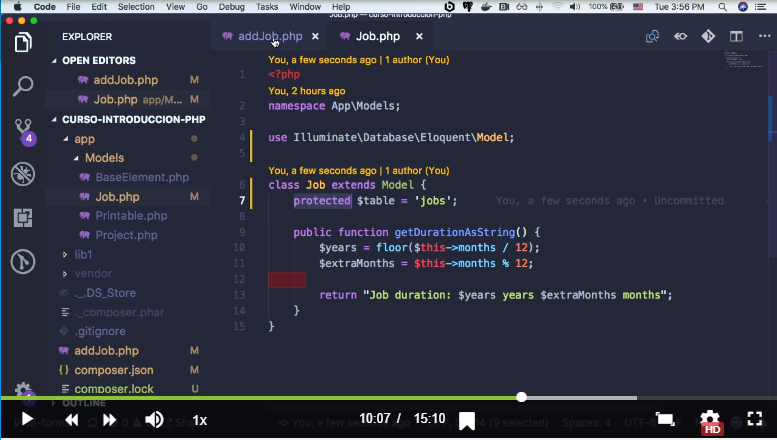 Code File Edit Selection View Go Debug Tasks Window Help 100% Tue 3:56 PM
Job.php — curso-introduccion-php
EXPLORER
addJob.php × Job.php ×
OPEN EDITORS
addJob.php M
Job.php app/M... M
CURSO-INTRODUCCION-PHP
app
Models
BaseElement.php
Job.php M
Printable.php
Project.php
lib1
vendor
._.DS_Store
._composer.phar
.gitignore
addJob.php M
{} composer.json M
composer.lock U
OUTLINE
4
You, a few seconds ago | 1 author (You)
1 <?php
You, 2 hours ago
2 namespace App\Models;
3
4 use Illuminate\Database\Eloquent\Model;
5
You, a few seconds ago | 1 author (You)
6 class Job extends Model {
7 protected $table = 'jobs'; You, a few seconds ago • Uncommitted
8
9 public function getDurationAsString() {
10 $years = floor($this->months / 12);
11 $extraMonths = $this->months % 12;
12
13 return "Job duration: $years years $extraMonths months";
14 }
15 }
You, a few seconds ago
(9 selected) Spaces: 4
1x 10:07 / 15:10 HD